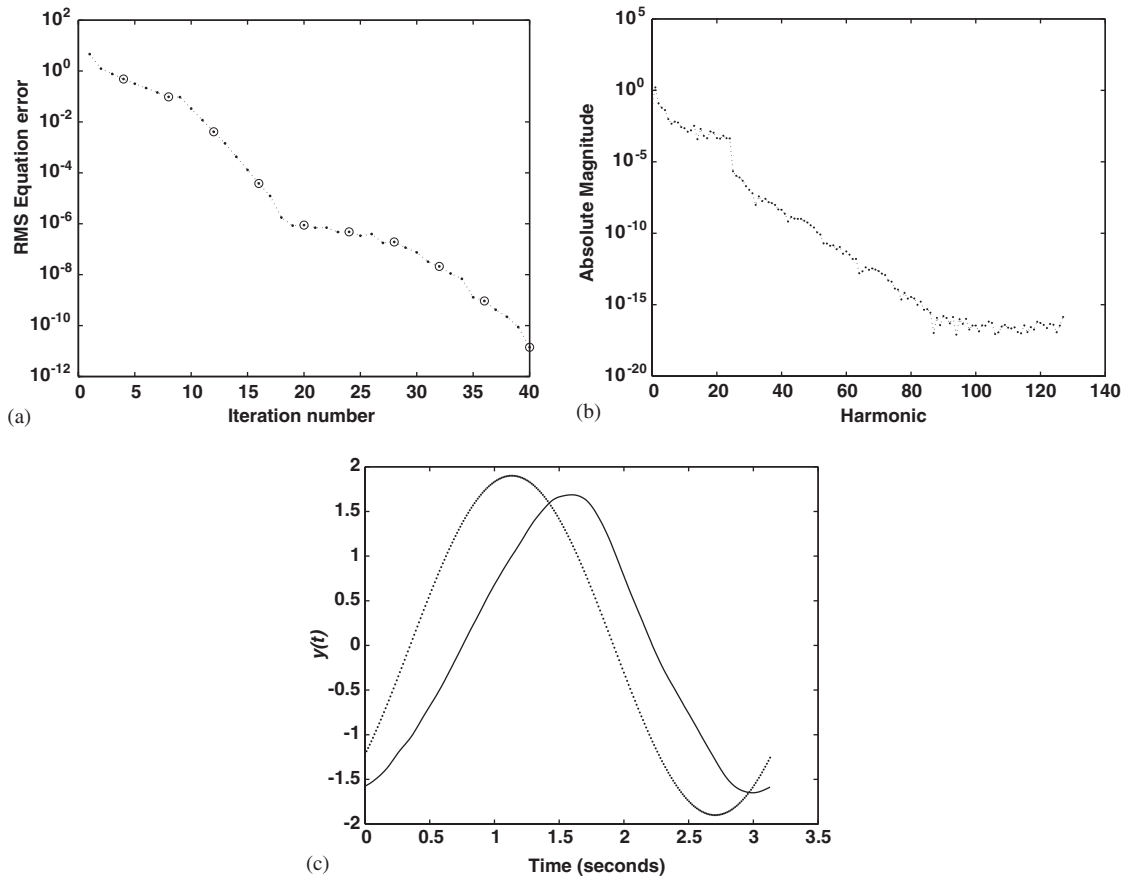 10^2
10^0
10^-2
10^-4
10^-6
10^-8
10^-10
10^-12
RMS Equation error
0 5 10 15 20 25 30 35 40
Iteration number
(a)
10^5
10^0
10^-5
10^-10
10^-15
10^-20
Absolute Magnitude
0 20 40 60 80 100 120 140
Harmonic
(b)
2
1.5
1
0.5
0
-0.5
-1
-1.5
-2
y(t)
0 0.5 1 1.5 2 2.5 3 3.5
Time (seconds)
(c)